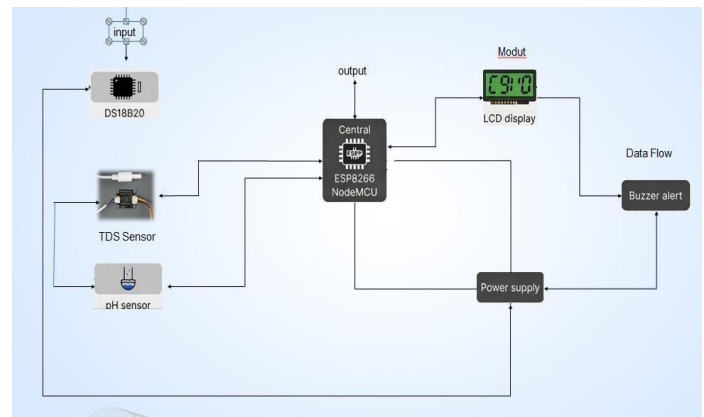 input
DS18B20
TDS Sensor
pH sensor
output
Central
ESP8266
NodeMCU
Modut
LCD display
Data Flow
Buzzer alert
Power supply